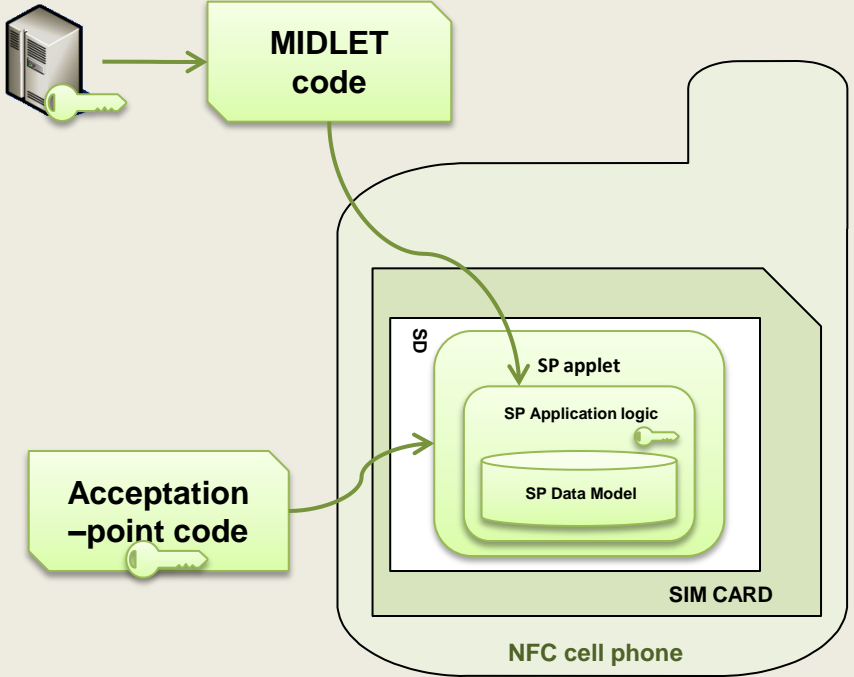 MIDLET
code
SD
SP applet
SP Application logic
SP Data Model
Acceptation
–point code
SIM CARD
NFC cell phone